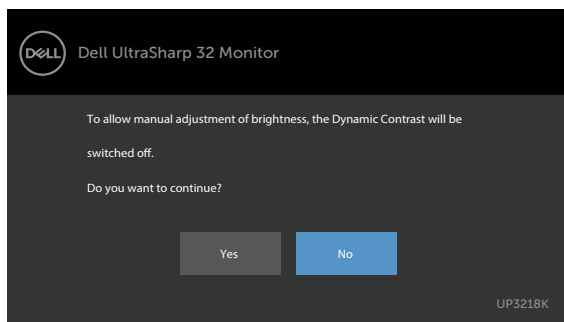 DELL
Dell UltraSharp 32 Monitor
To allow manual adjustment of brightness, the Dynamic Contrast will be
switched off.
Do you want to continue?
Yes
No
UP3218K